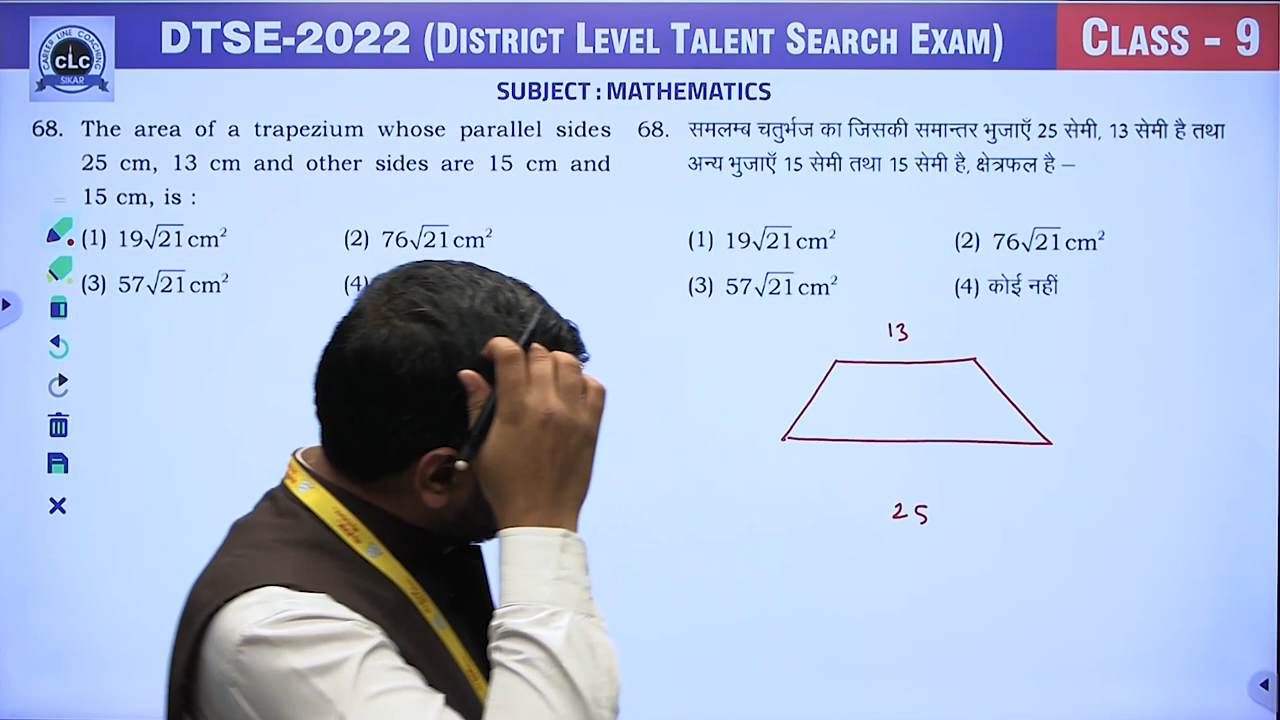 CAREER LINE COACHING
CLC
SIKAR
DTSE-2022 (DISTRICT LEVEL TALENT SEARCH EXAM)
CLASS - 9
SUBJECT : MATHEMATICS
68. The area of a trapezium whose parallel sides
25 cm, 13 cm and other sides are 15 cm and
15 cm, is :
(1) 19√21 cm² (2) 76√21 cm²
(3) 57√21 cm² (4)
68. समलम्ब चतुर्भुज का जिसकी समान्तर भुजाएँ 25 सेमी, 13 सेमी है तथा
अन्य भुजाएँ 15 सेमी तथा 15 सेमी है, क्षेत्रफल है –
(1) 19√21 cm² (2) 76√21 cm²
(3) 57√21 cm² (4) कोई नहीं
13
25